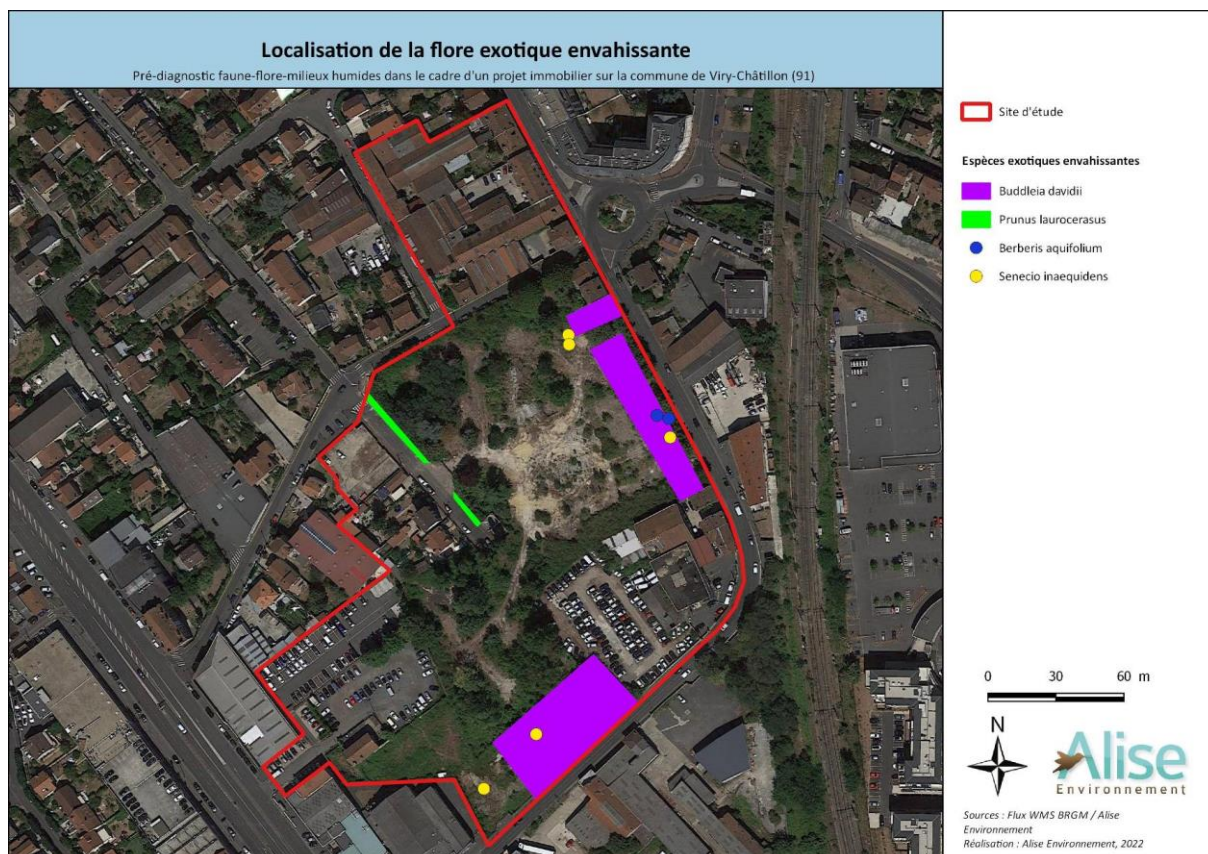 Localisation de la flore exotique envahissante
Pré-diagnostic faune-flore-milieux humides dans le cadre d'un projet immobilier sur la commune de Viry-Châtillon (91)
Site d'étude
Espèces exotiques envahissantes
Buddleia davidii
Prunus laurocerasus
Berberis aquifolium
Senecio inaequidens
0 30 60 m
N
Alise
Environnement
Sources : Flux WMS BRGM / Alise
Environnement
Réalisation : Alise Environnement, 2022